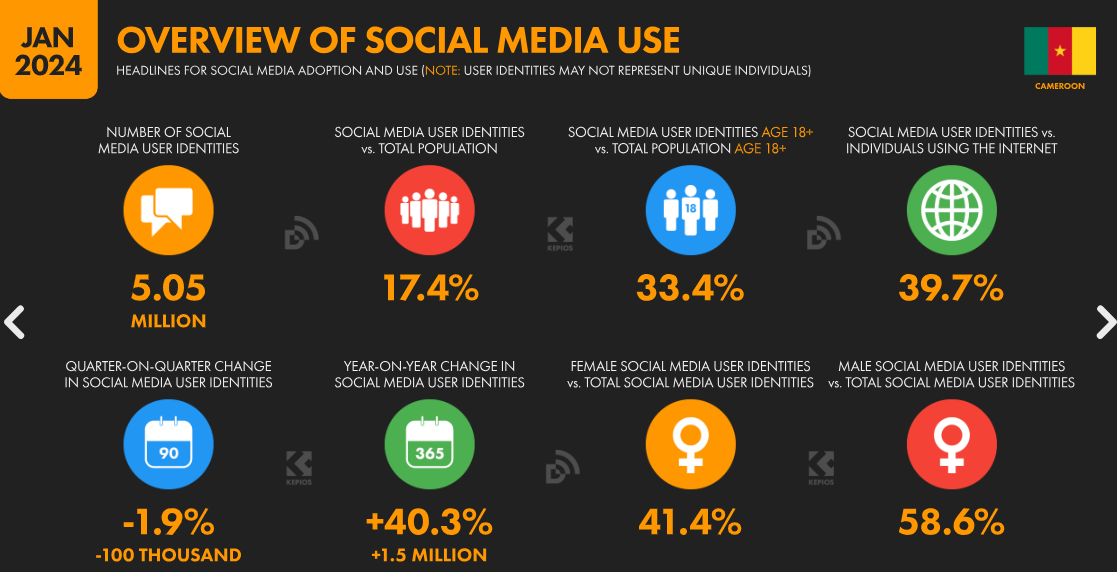 JAN
2024
OVERVIEW OF SOCIAL MEDIA USE
HEADLINES FOR SOCIAL MEDIA ADOPTION AND USE (NOTE: USER IDENTITIES MAY NOT REPRESENT UNIQUE INDIVIDUALS)
CAMEROON
NUMBER OF SOCIAL
MEDIA USER IDENTITIES
5.05
MILLION
SOCIAL MEDIA USER IDENTITIES
vs. TOTAL POPULATION
17.4%
SOCIAL MEDIA USER IDENTITIES AGE 18+
vs. TOTAL POPULATION AGE 18+
18
33.4%
SOCIAL MEDIA USER IDENTITIES vs.
INDIVIDUALS USING THE INTERNET
39.7%
KEPIOS
QUARTER-ON-QUARTER CHANGE
IN SOCIAL MEDIA USER IDENTITIES
90
-1.9%
-100 THOUSAND
KEPIOS
YEAR-ON-YEAR CHANGE IN
SOCIAL MEDIA USER IDENTITIES
365
+40.3%
+1.5 MILLION
FEMALE SOCIAL MEDIA USER IDENTITIES
vs. TOTAL SOCIAL MEDIA USER IDENTITIES
41.4%
KEPIOS
MALE SOCIAL MEDIA USER IDENTITIES
vs. TOTAL SOCIAL MEDIA USER IDENTITIES
58.6%